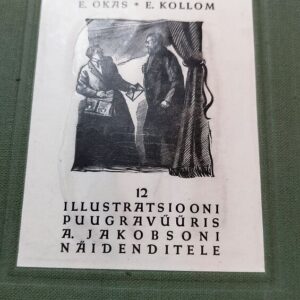 E. OKAS • E. KOLLOM
12
ILLUSTRATSIOONI
PUUGRAVÜÜRIS
A. JAKOBSONI
NÄIDENDITELE